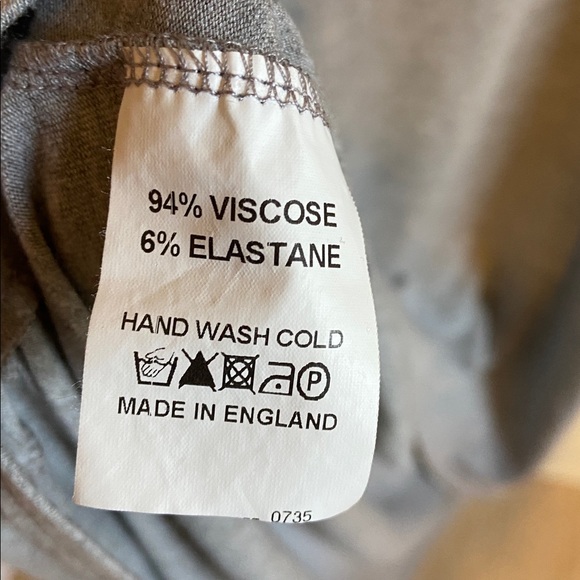 94% VISCOSE
6% ELASTANE
HAND WASH COLD
P
MADE IN ENGLAND
0735